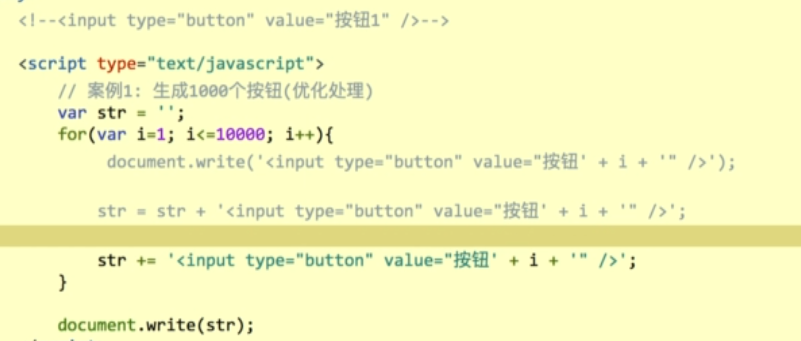 <!--<input type="button" value="按钮1" />-->
<script type="text/javascript">
// 案例1: 生成1000个按钮(优化处理)
var str = '';
for(var i=1; i<=10000; i++){
document.write('<input type="button" value="按钮' + i + '" />');
str = str + '<input type="button" value="按钮' + i + '" />';
str += '<input type="button" value="按钮' + i + '" />';
}
document.write(str);